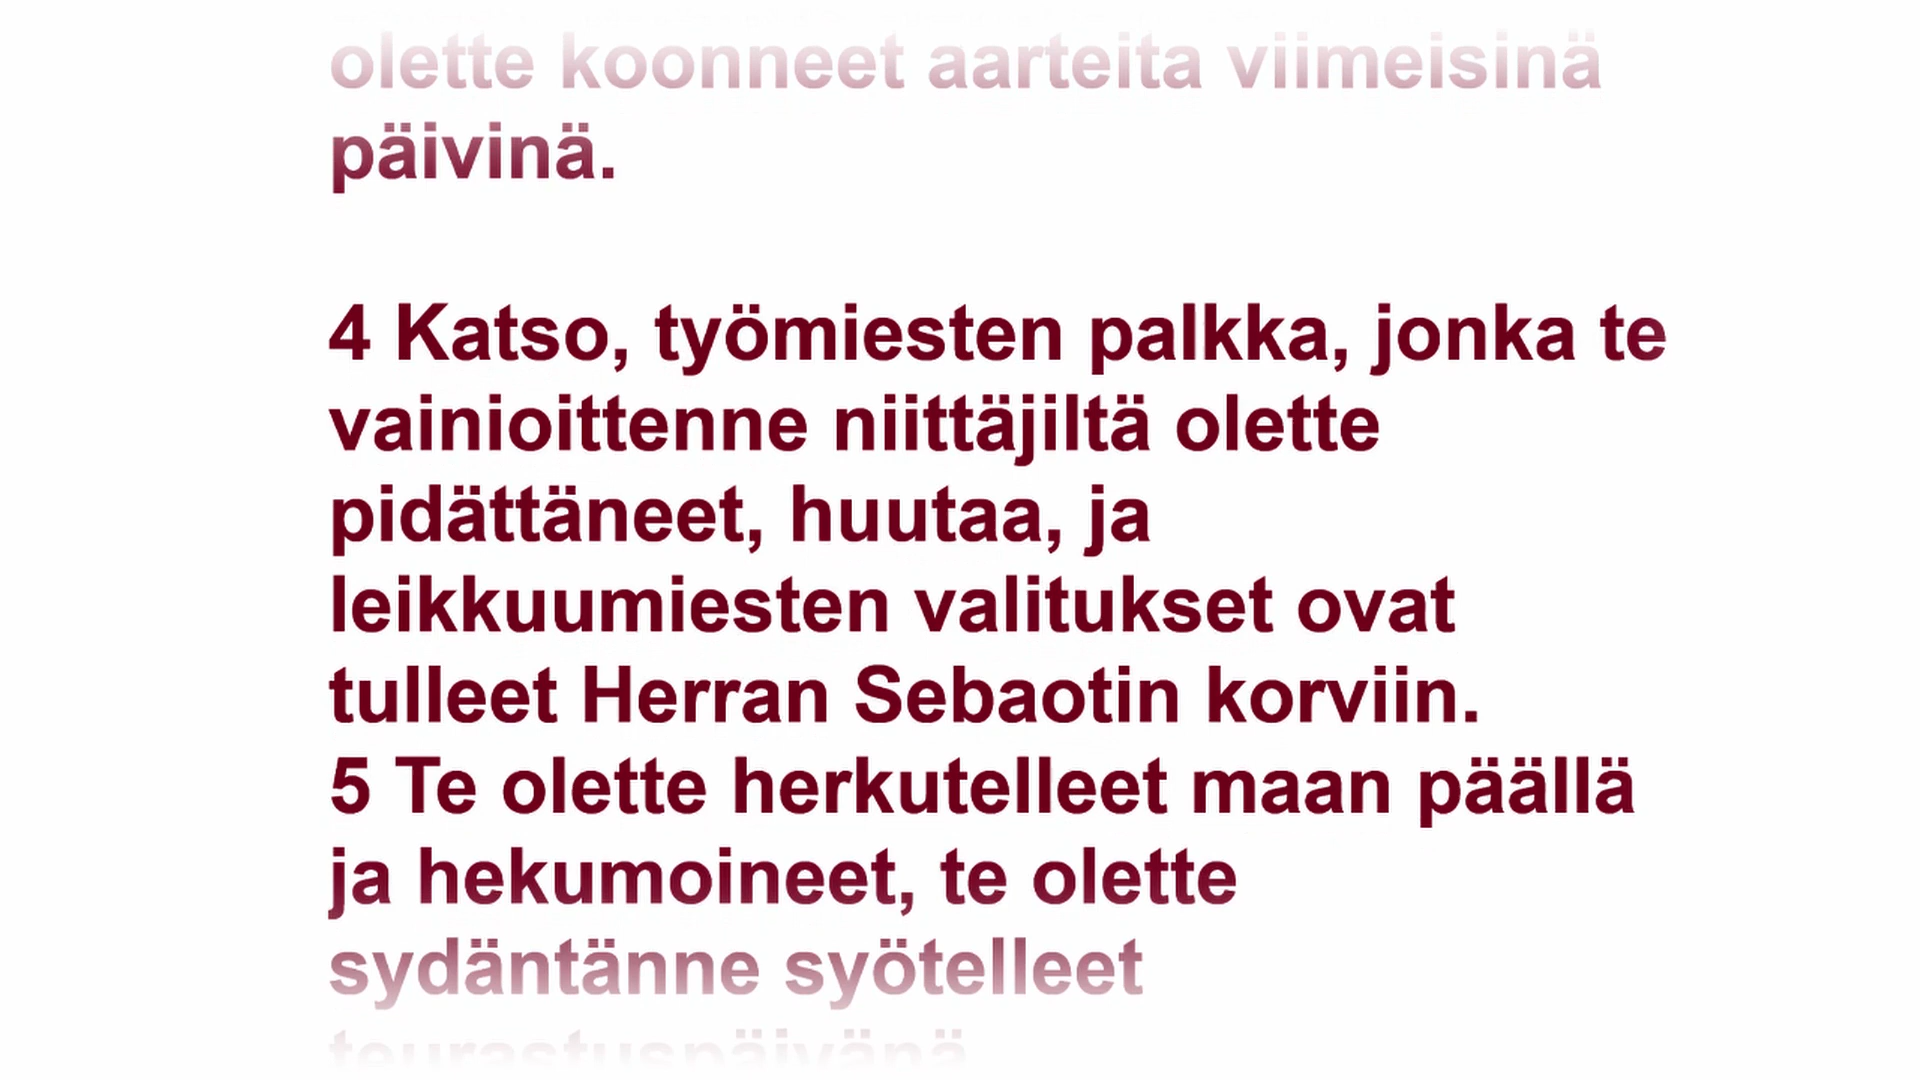 olette koonneet aarteita viimeisinä
päivinä.
4 Katso, työmiesten palkka, jonka te
vainioittenne niittäjiltä olette
pidättäneet, huutaa, ja
leikkuumiesten valitukset ovat
tulleet Herran Sebaotin korviin.
5 Te olette herkutelleet maan päällä
ja hekumoineet, te olette
sydäntänne syötelleet
teurastuspäivänä